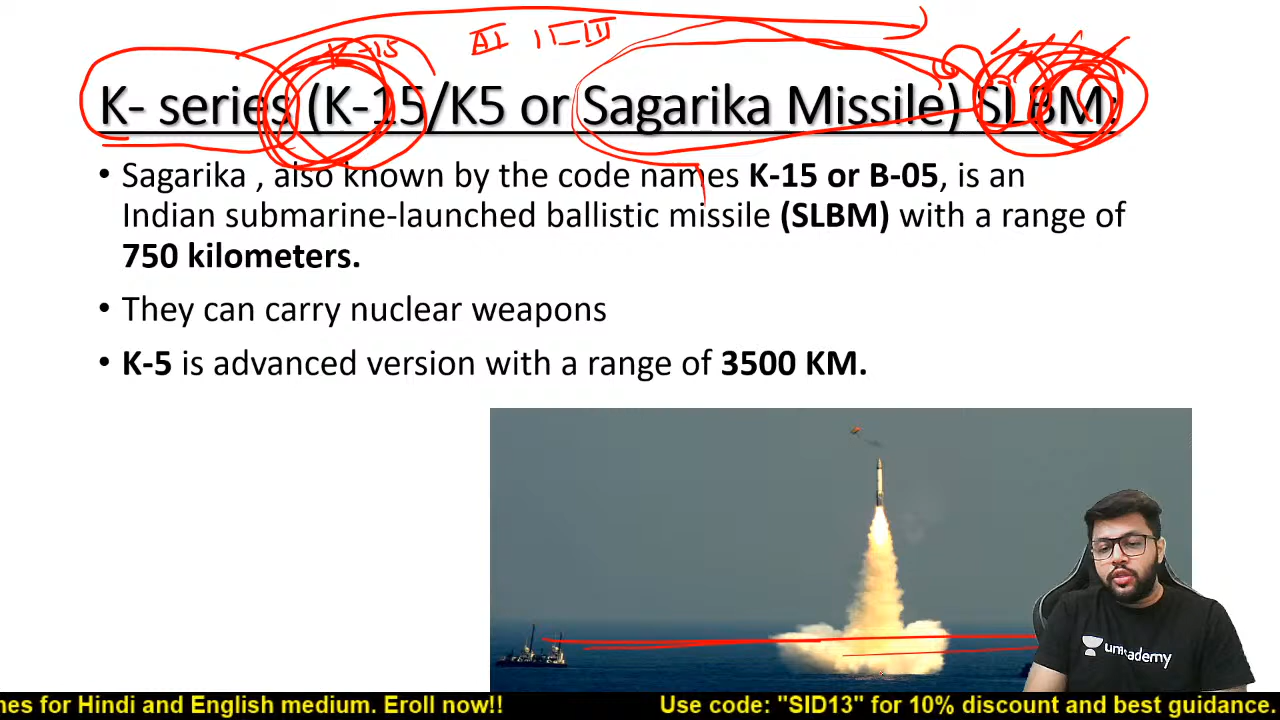 K-15
AI I-III
K- series (K-15/K5 or Sagarika Missile) SLBM:
• Sagarika , also known by the code names K-15 or B-05, is an
Indian submarine-launched ballistic missile (SLBM) with a range of
750 kilometers.
• They can carry nuclear weapons
• K-5 is advanced version with a range of 3500 KM.
unacademy
nes for Hindi and English medium. Eroll now!!
Use code: "SID13" for 10% discount and best guidance.